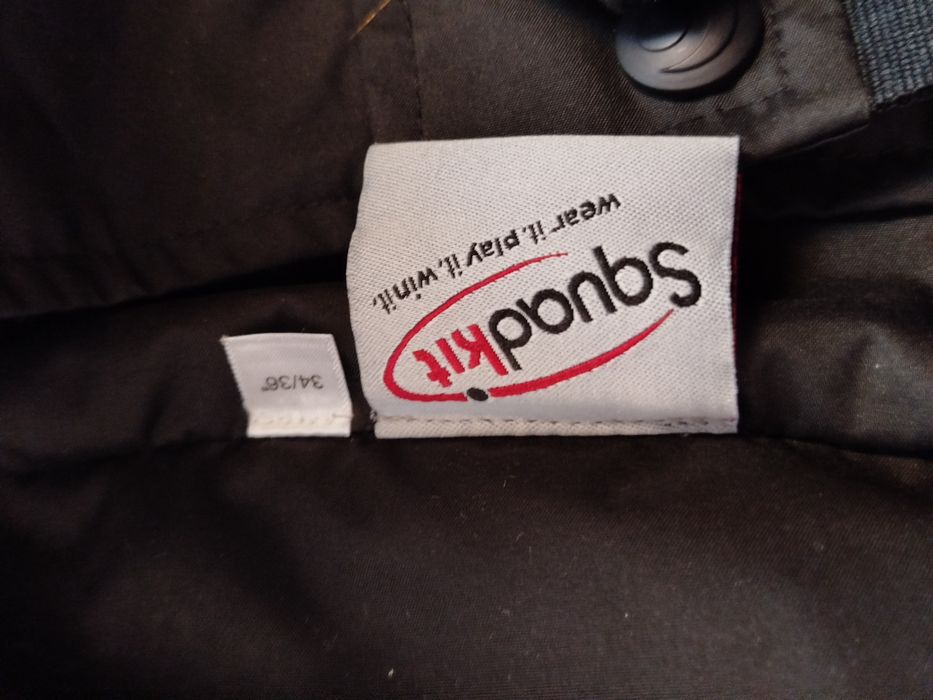 Squadkit
wear it. play it. win it.
34/36"